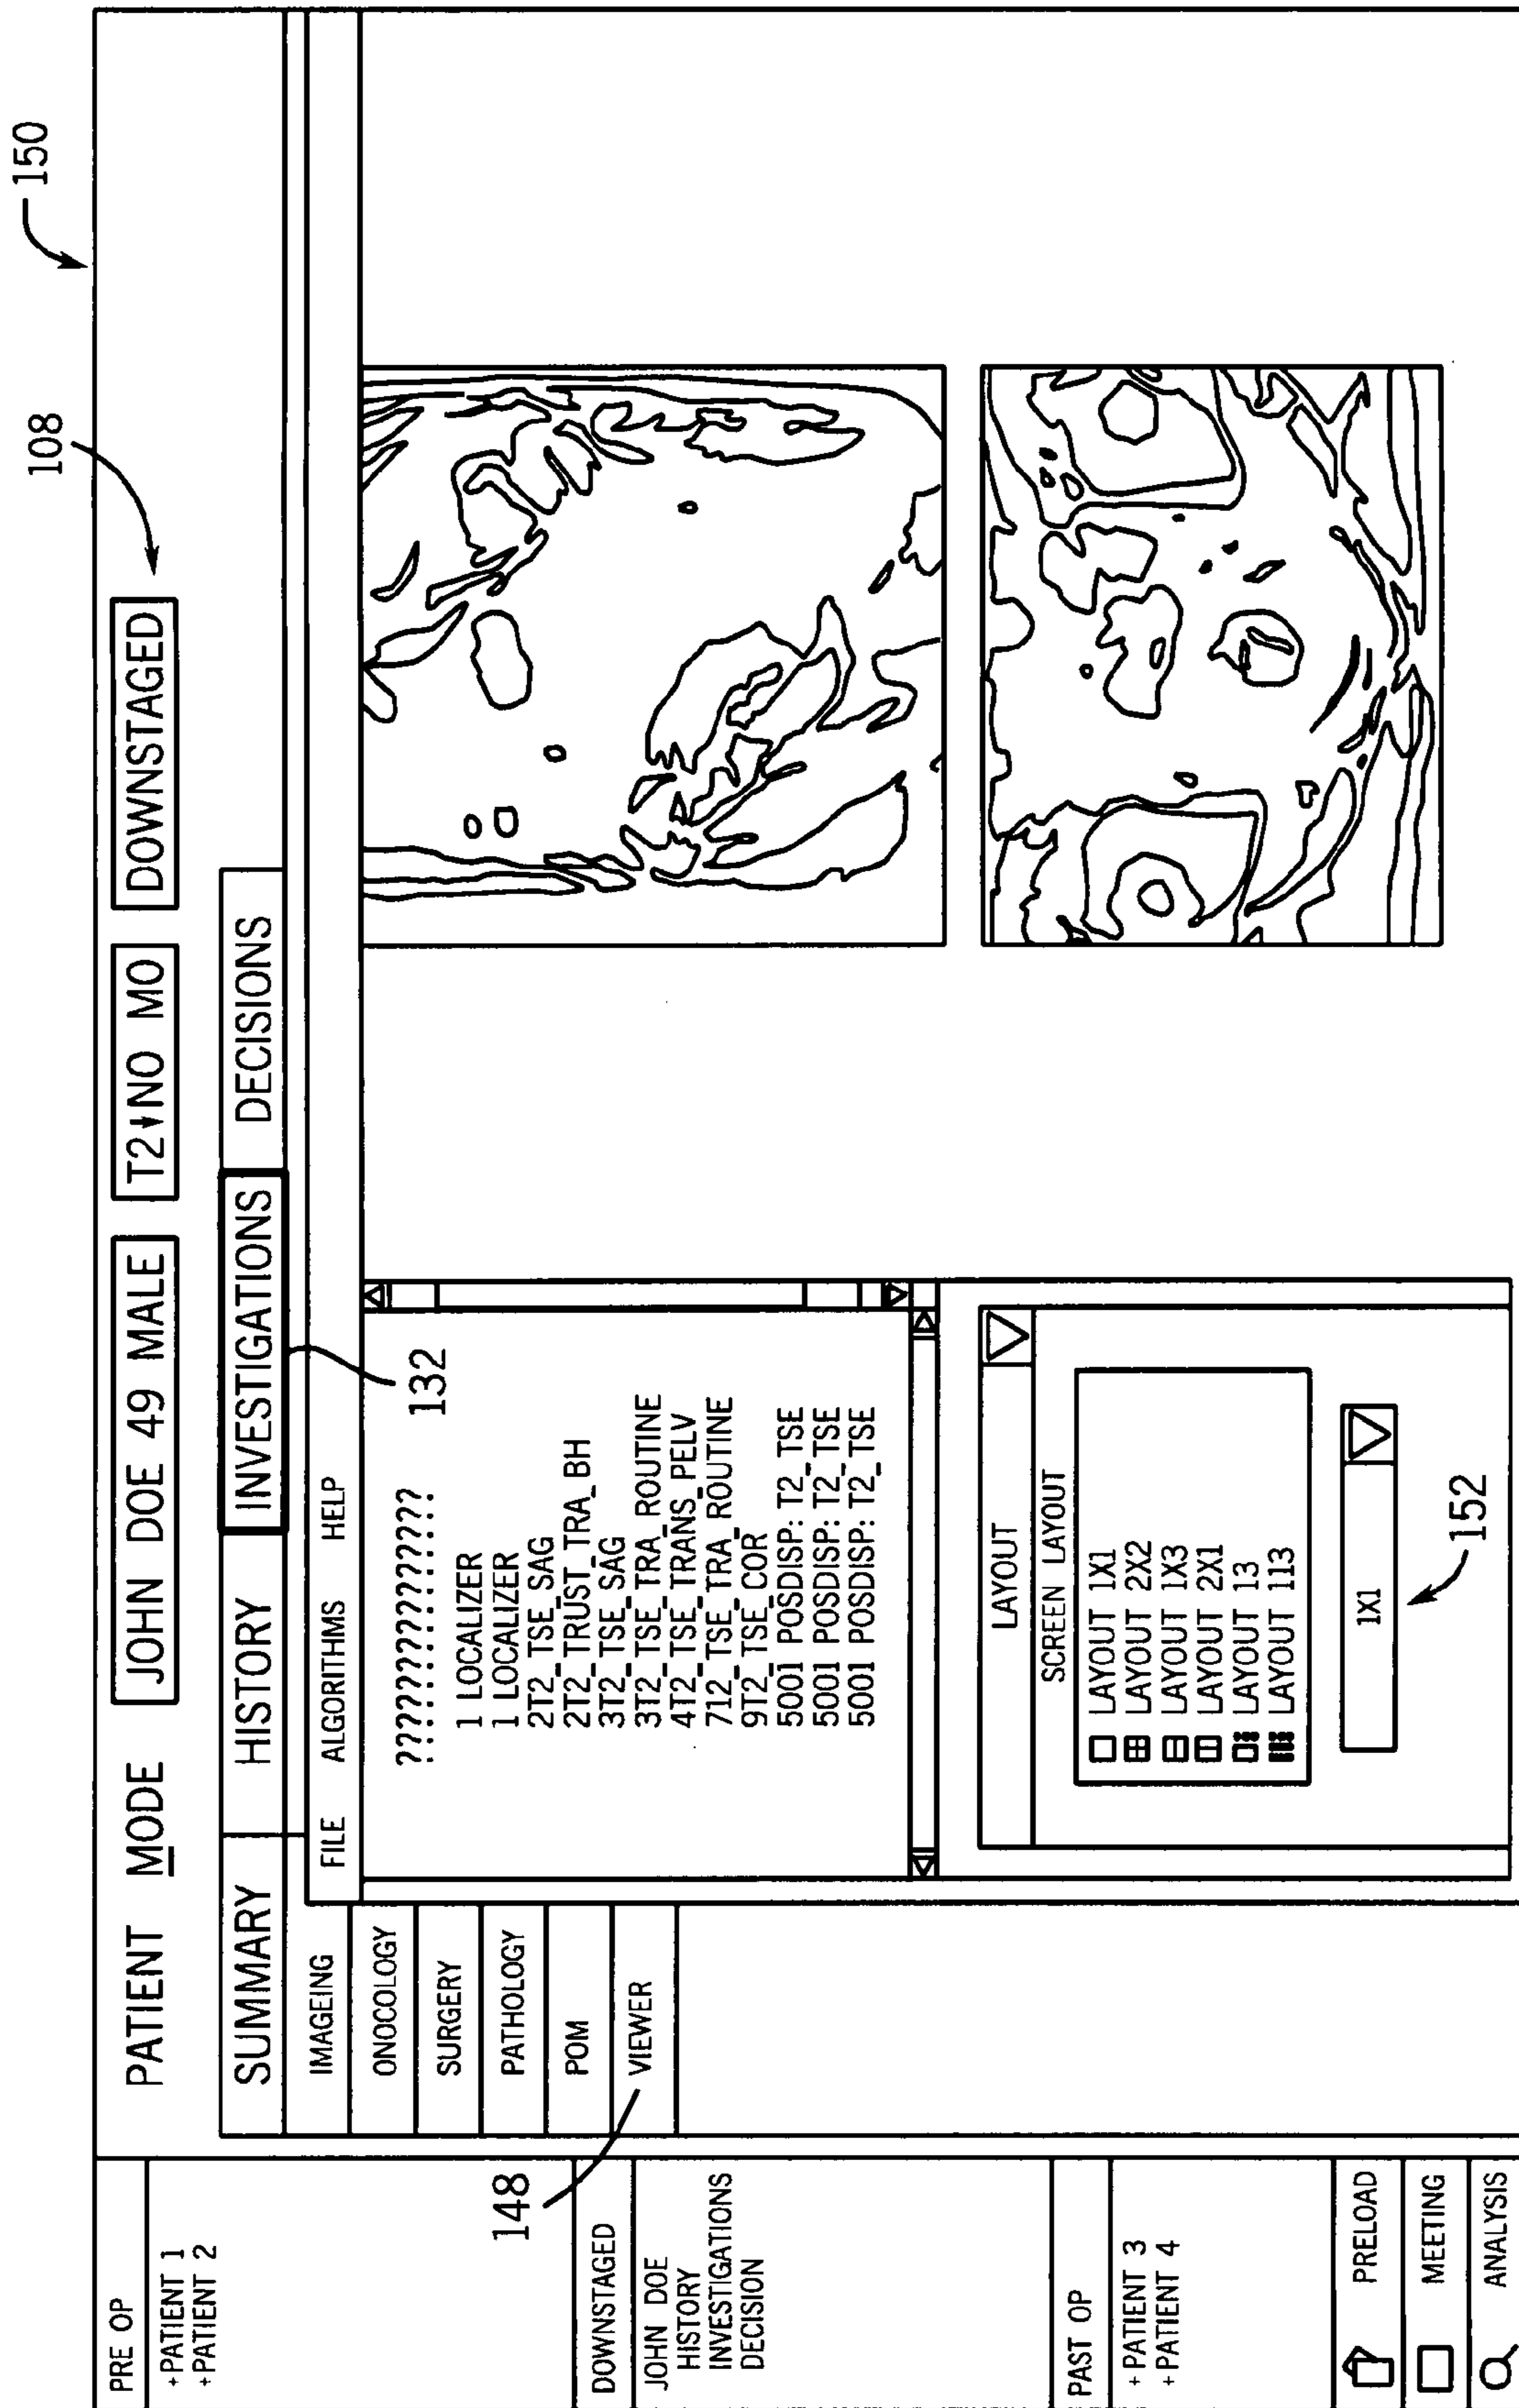 150
108
PATIENT MODE
JOHN DOE 49 MALE
T2↓NO MO
DOWNSTAGED
SUMMARY
HISTORY
INVESTIGATIONS
DECISIONS
132
FILE
ALGORITHMS
HELP
IMAGEING
ONOCOLOGY
SURGERY
PATHOLOGY
POM
VIEWER
148
??????????????????
1 LOCALIZER
1 LOCALIZER
2T2_TSE_SAG
2T2_TRUST_TRA_BH
3T2_TSE_SAG
3T2_TSE_TRA_ROUTINE
4T2_TSE_TRANS_PELV
712_TSE_TRA_ROUTINE
9T2_TSE_COR
5001 POSDISP: T2_TSE
5001 POSDISP: T2_TSE
5001 POSDISP: T2_TSE
LAYOUT
SCREEN LAYOUT
LAYOUT 1X1
LAYOUT 2X2
LAYOUT 1X3
LAYOUT 2X1
LAYOUT 13
LAYOUT 113
1X1
152
PRE OP
+PATIENT 1
+PATIENT 2
DOWNSTAGED
JOHN DOE
HISTORY
INVESTIGATIONS
DECISION
PAST OP
+PATIENT 3
+PATIENT 4
PRELOAD
MEETING
ANALYSIS